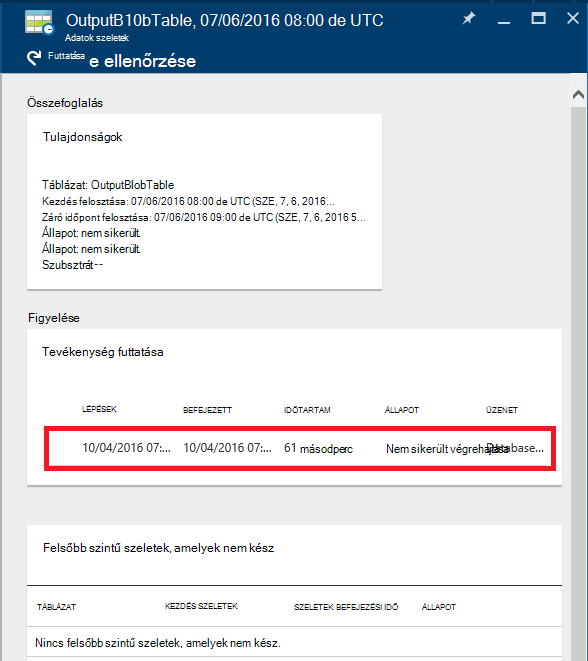 OutputB10bTable, 07/06/2016 08:00 de UTC
Adatok szeletek
Futtatása e ellenőrzése
Összefoglalás
Tulajdonságok
Táblázat: OutputBlobTable
Kezdés felosztása: 07/06/2016 08:00 de UTC (SZE, 7, 6, 2016...
Záró időpont felosztása: 07/06/2016 09:00 de UTC (SZE, 7, 6, 2016 5...
Állapot: nem sikerült
Állapot: nem sikerült
Szubsztrát--
Figyelése
Tevékenység futtatása
LÉPÉSEK BEFEJEZETT IDŐTARTAM ÁLLAPOT ÜZENET
10/04/2016 07:... 10/04/2016 07:... 61 másodperc Nem sikerült végrehajtása Database...
Felsőbb szintű szeletek, amelyek nem kész
TÁBLÁZAT KEZDÉS SZELETEK SZELETEK BEFEJEZÉSI IDŐ ÁLLAPOT
Nincs felsőbb szintű szeletek, amelyek nem kész.